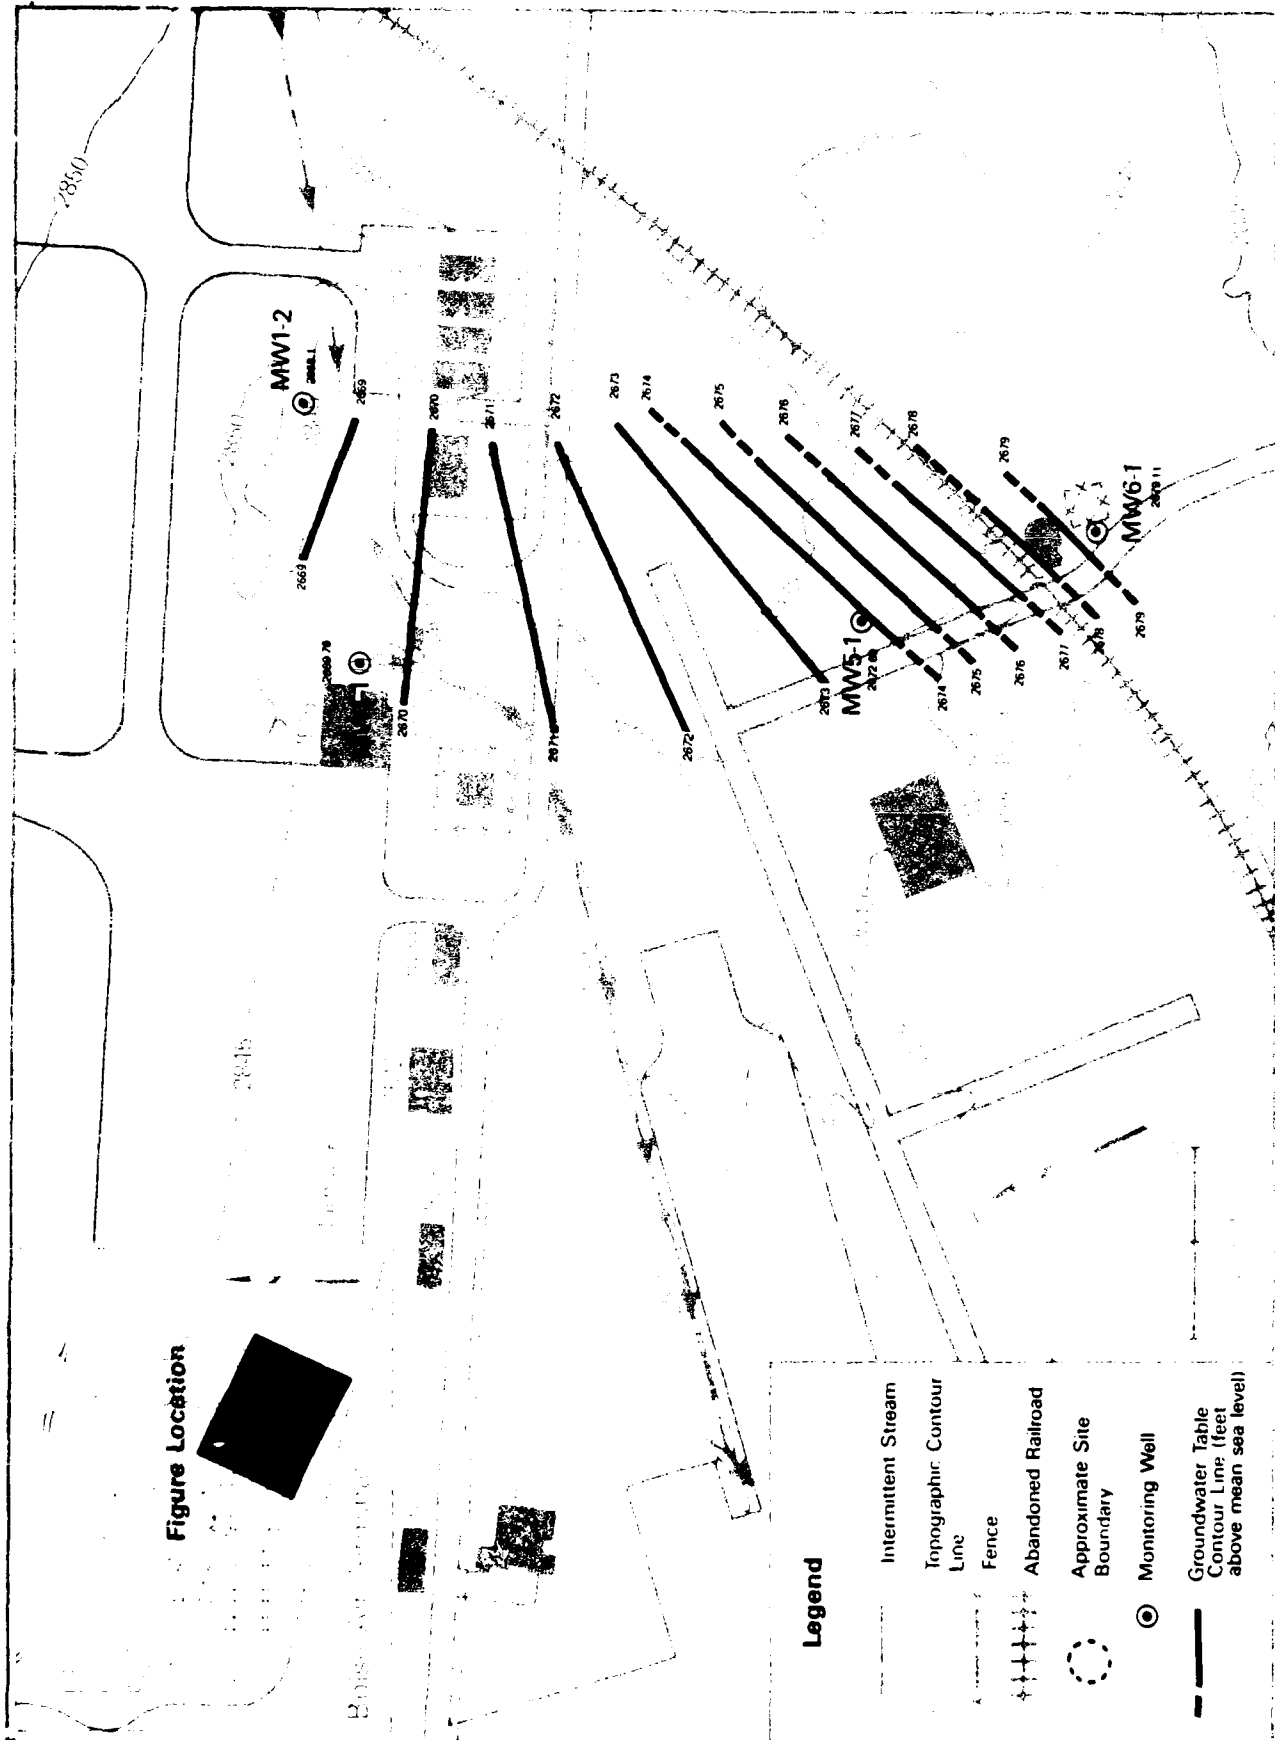 2850
MW1-2
2669
2669
2670
2670
2671
2671
2672
2672
2673
2673
2674
2674
2675
2675
2676
2676
2677
2677
2678
2678
2679
2679
MW5-1
MW6-1
Figure Location
Legend
Intermittent Stream
Topographic Contour
Line
Fence
Abandoned Railroad
Approximate Site
Boundary
Monitoring Well
Groundwater Table
Contour Line (feet
above mean sea level)